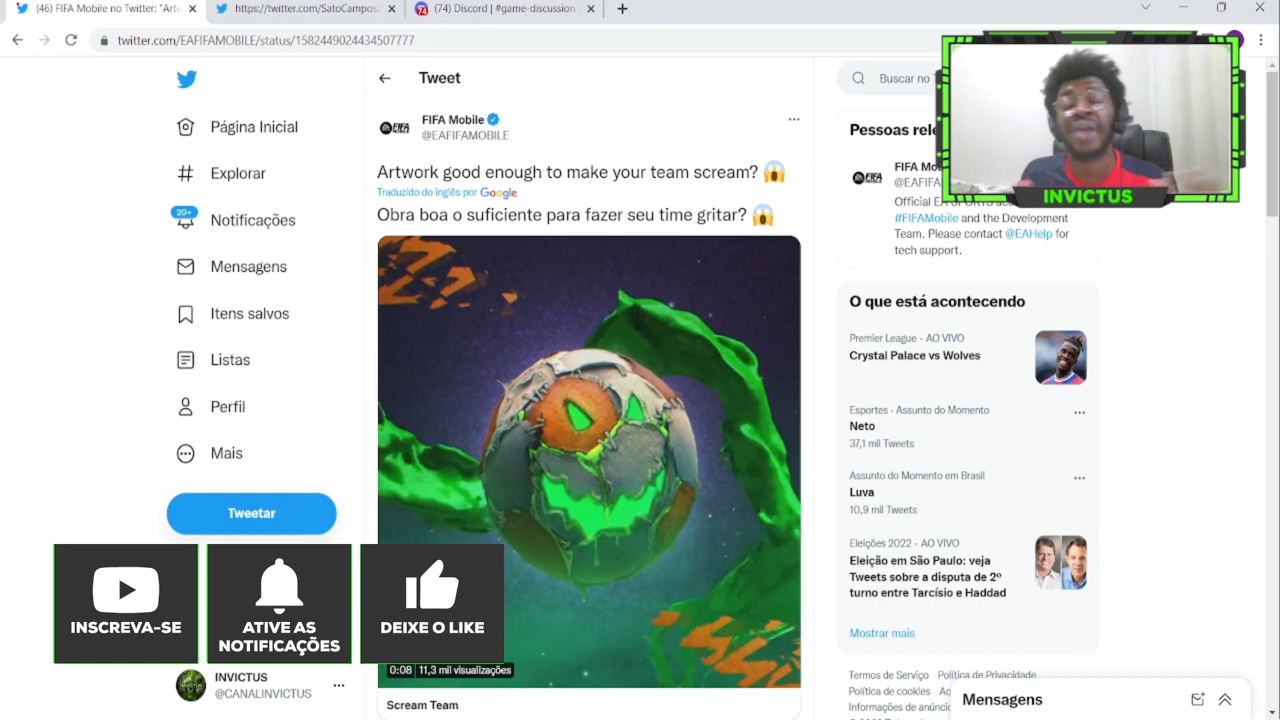 (46) FIFA Mobile no Twitter: "Arte
https://twitter.com/SatoCampos
(74) Discord | #game-discussion
twitter.com/EAFIFAMOBILE/status/1582449024434507777
Página Inicial
Explorar
20+
Notificações
Mensagens
Itens salvos
Listas
Perfil
Mais
Tweetar
INSCREVA-SE
ATIVE AS
NOTIFICAÇÕES
DEIXE O LIKE
INVICTUS
@CANALINVICTUS
Tweet
FIFA Mobile
@EAFIFAMOBILE
Artwork good enough to make your team scream? 😱
Traduzido do inglês por Google
Obra boa o suficiente para fazer seu time gritar? 😱
0:08 11,3 mil visualizações
Scream Team
Buscar no
INVICTUS
Pessoas rele
FIFA Mo
@EAFIFA
Official EA SPORTS
#FIFAMobile and the Development
Team. Please contact @EAHelp for
tech support.
O que está acontecendo
Premier League · AO VIVO
Crystal Palace vs Wolves
Esportes · Assunto do Momento
Neto
37,1 mil Tweets
Assunto do Momento em Brasil
Luva
10,9 mil Tweets
Eleições 2022 · AO VIVO
Eleição em São Paulo: veja
Tweets sobre a disputa de 2º
turno entre Tarcísio e Haddad
Mostrar mais
Termos de Serviço Política de Privacidade
Política de cookies
Informações de anúnci
Mensagens